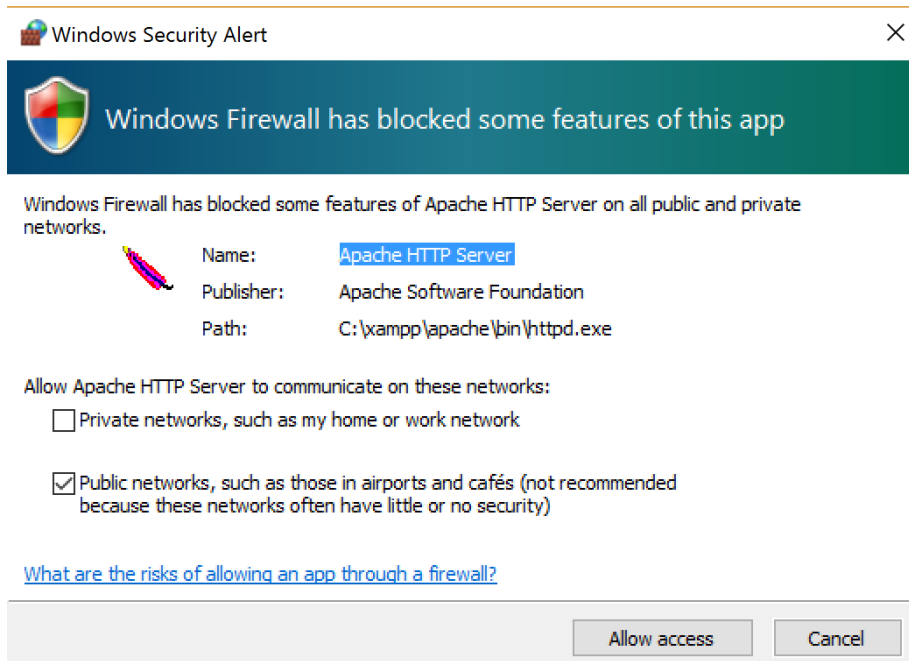 Windows Security Alert
Windows Firewall has blocked some features of this app
Windows Firewall has blocked some features of Apache HTTP Server on all public and private
networks.
Name: Apache HTTP Server
Publisher: Apache Software Foundation
Path: C:\xampp\apache\bin\httpd.exe
Allow Apache HTTP Server to communicate on these networks:
Private networks, such as my home or work network
Public networks, such as those in airports and cafés (not recommended
because these networks often have little or no security)
What are the risks of allowing an app through a firewall?
Allow access Cancel